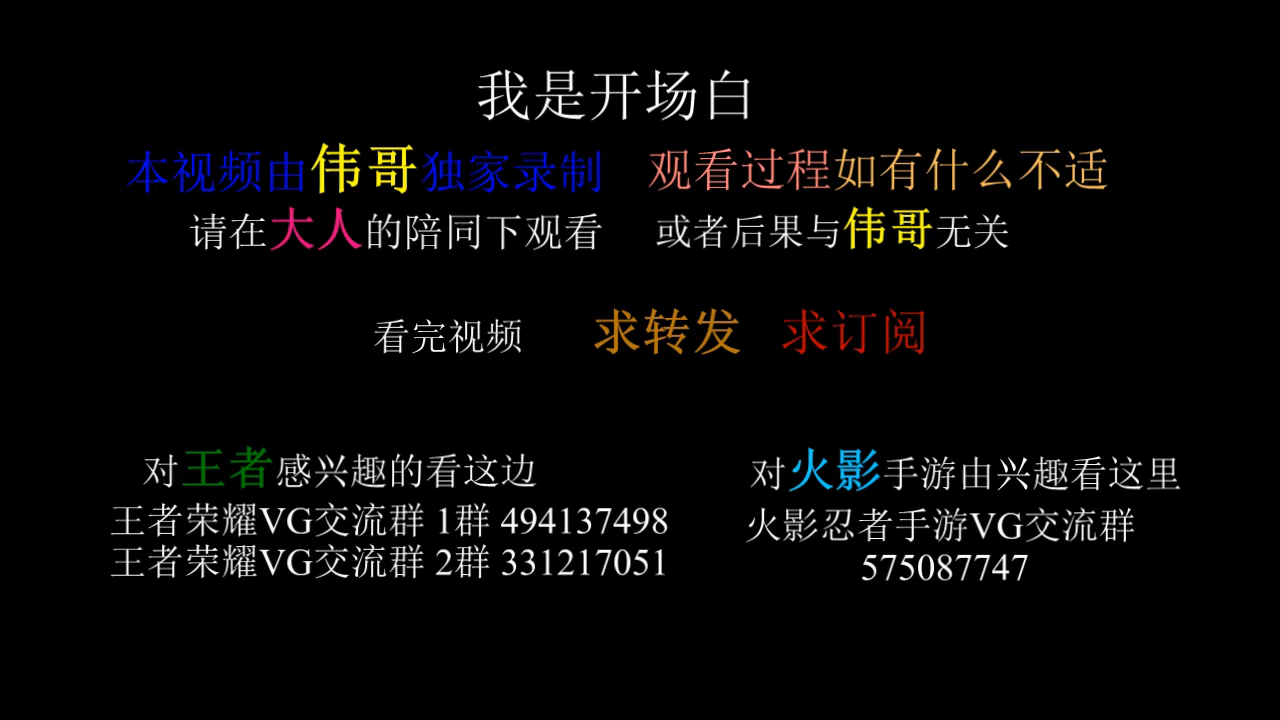 我是开场白
本视频由伟哥独家录制 观看过程如有什么不适
请在大人的陪同下观看 或者后果与伟哥无关
看完视频 求转发 求订阅
对王者感兴趣的看这边
王者荣耀VG交流群 1群 494137498
王者荣耀VG交流群 2群 331217051
对火影手游由兴趣看这里
火影忍者手游VG交流群
575087747